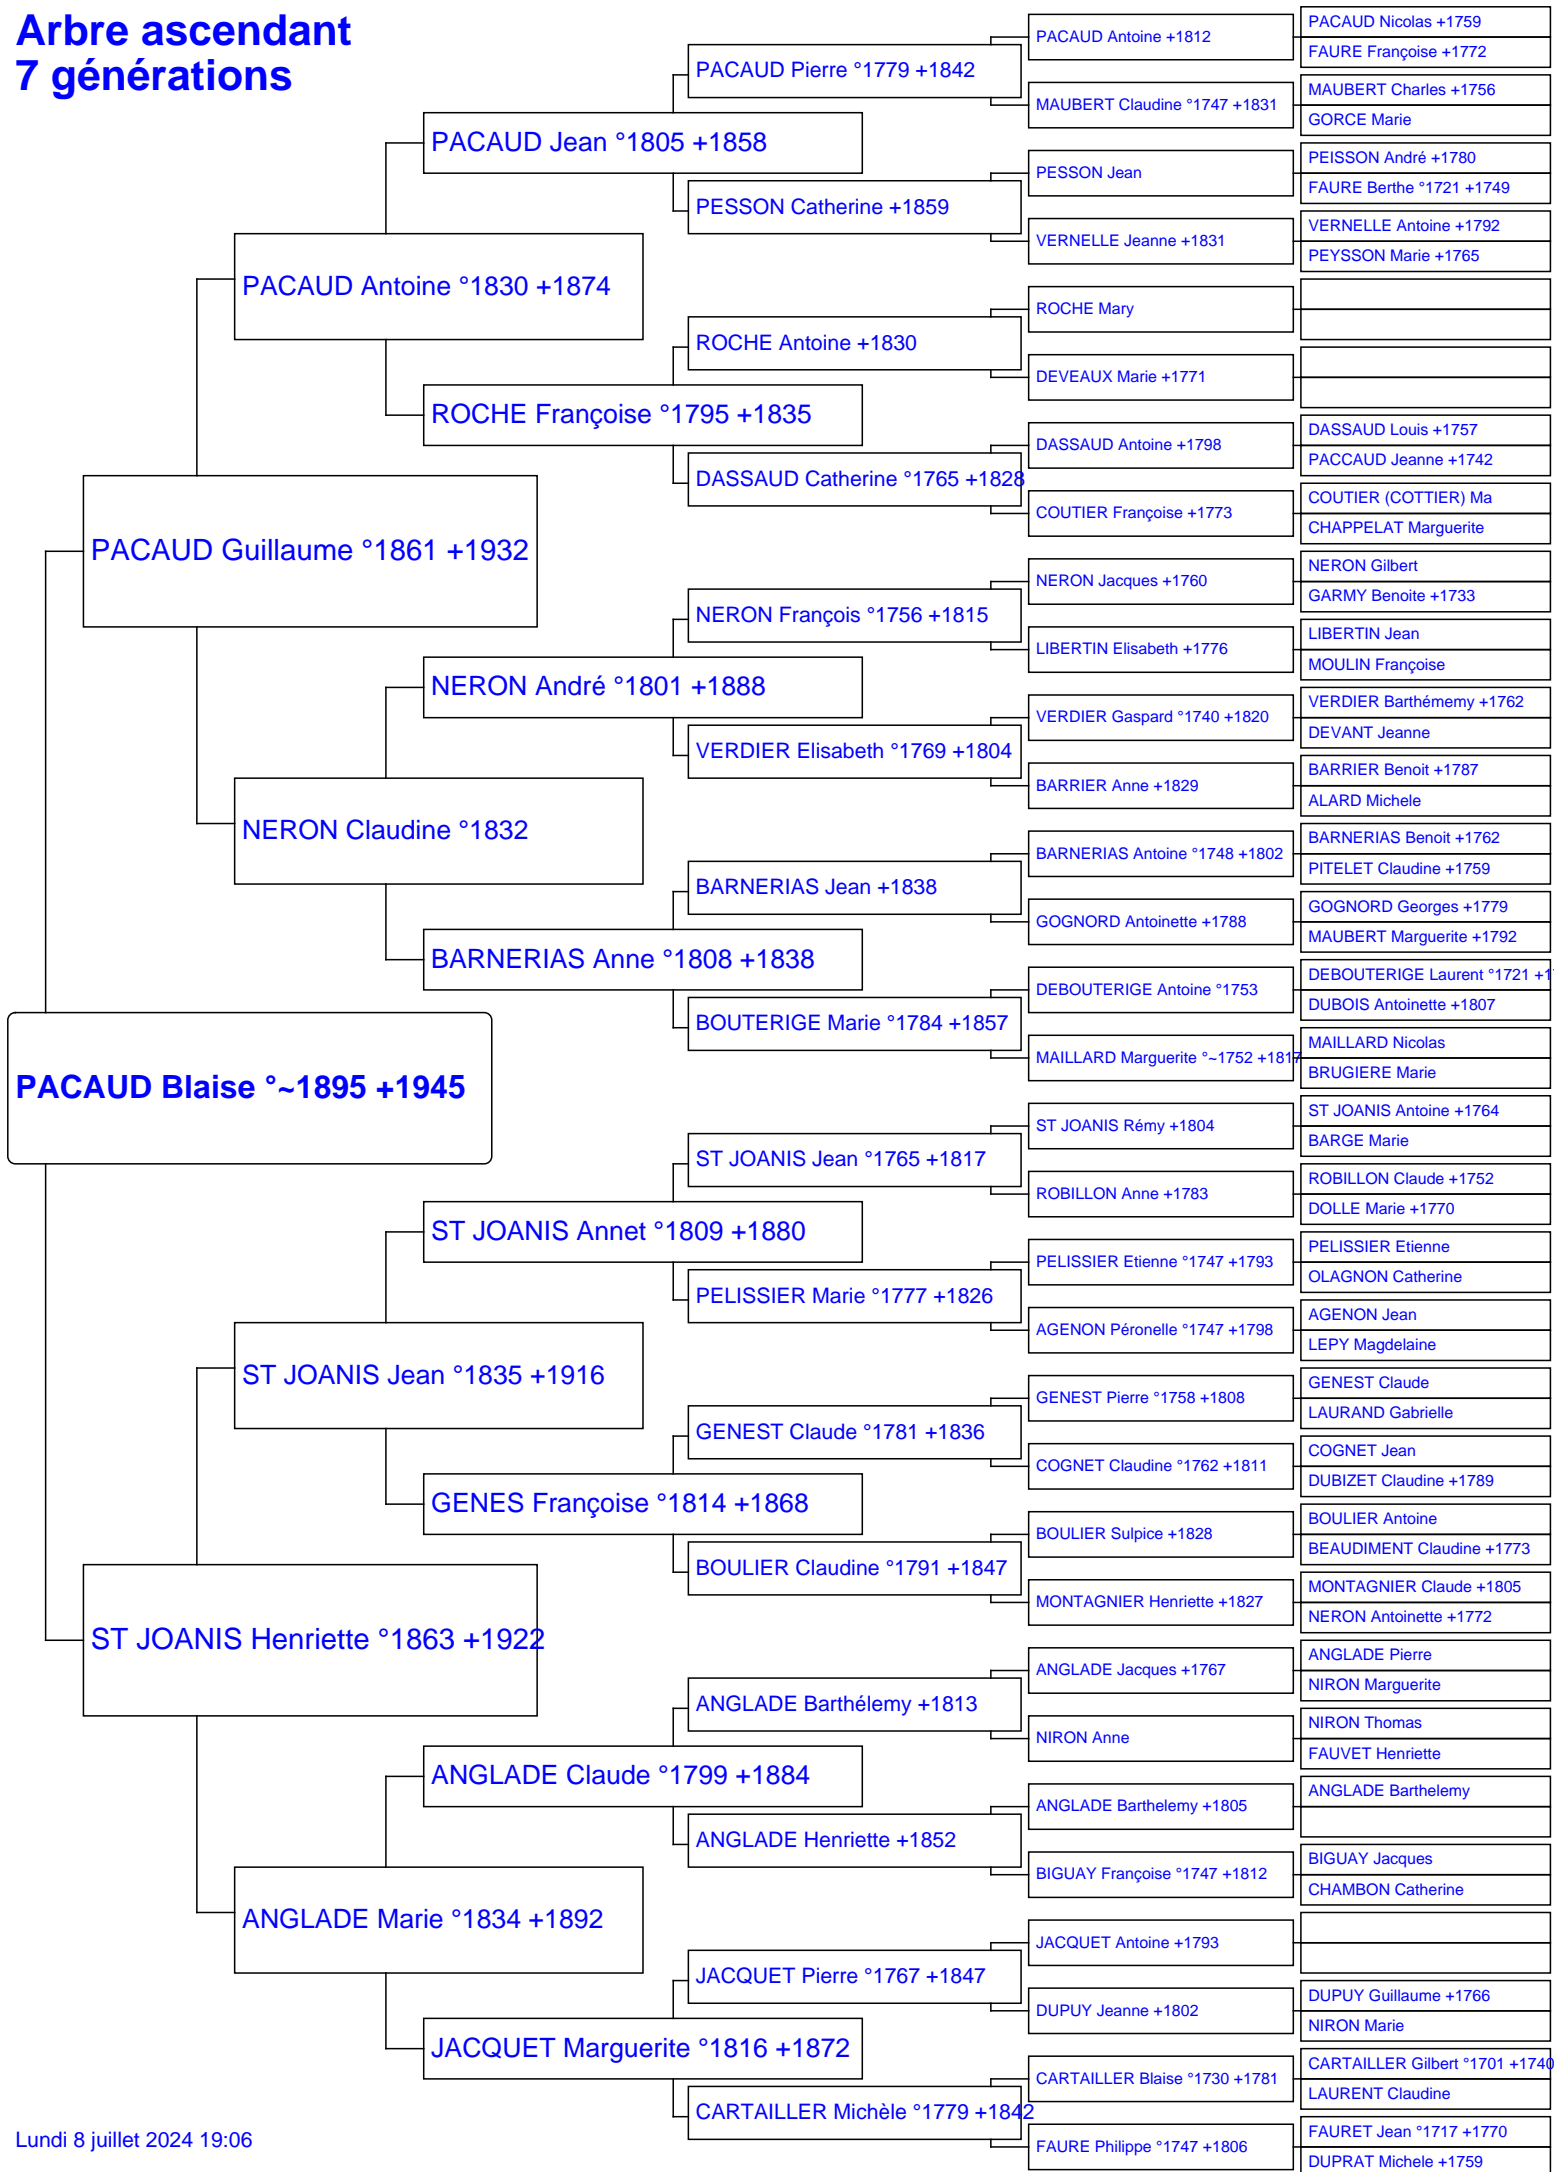 Arbre ascendant
7 générations
PACAUD Blaise °~1895 +1945
PACAUD Guillaume °1861 +1932
ST JOANIS Henriette °1863 +1922
PACAUD Antoine °1830 +1874
NERON Claudine °1832
ST JOANIS Jean °1835 +1916
ANGLADE Marie °1834 +1892
PACAUD Jean °1805 +1858
ROCHE Françoise °1795 +1835
NERON André °1801 +1888
BARNERIAS Anne °1808 +1838
ST JOANIS Annet °1809 +1880
GENES Françoise °1814 +1868
ANGLADE Claude °1799 +1884
JACQUET Marguerite °1816 +1872
PACAUD Pierre °1779 +1842
PESSON Catherine +1859
ROCHE Antoine +1830
DASSAUD Catherine °1765 +1828
NERON François °1756 +1815
VERDIER Elisabeth °1769 +1804
BARNERIAS Jean +1838
BOUTERIGE Marie °1784 +1857
ST JOANIS Jean °1765 +1817
PELISSIER Marie °1777 +1826
GENEST Claude °1781 +1836
BOULIER Claudine °1791 +1847
ANGLADE Barthélemy +1813
ANGLADE Henriette +1852
JACQUET Pierre °1767 +1847
CARTAILLER Michèle °1779 +1842
PACAUD Antoine +1812
MAUBERT Claudine °1747 +1831
PESSON Jean
VERNELLE Jeanne +1831
ROCHE Mary
DEVEAUX Marie +1771
DASSAUD Antoine +1798
COUTIER Françoise +1773
NERON Jacques +1760
LIBERTIN Elisabeth +1776
VERDIER Gaspard °1740 +1820
BARRIER Anne +1829
BARNERIAS Antoine °1748 +1802
GOGNORD Antoinette +1788
DEBOUTERIGE Antoine °1753
MAILLARD Marguerite °~1752 +1817
ST JOANIS Rémy +1804
ROBILLON Anne +1783
PELISSIER Etienne °1747 +1793
AGENON Péronelle °1747 +1798
GENEST Pierre °1758 +1808
COGNET Claudine °1762 +1811
BOULIER Sulpice +1828
MONTAGNIER Henriette +1827
ANGLADE Jacques +1767
NIRON Anne
ANGLADE Barthelemy +1805
BIGUAY Françoise °1747 +1812
JACQUET Antoine +1793
DUPUY Jeanne +1802
CARTAILLER Blaise °1730 +1781
FAURE Philippe °1747 +1806
PACAUD Nicolas +1759
FAURE Françoise +1772
MAUBERT Charles +1756
GORCE Marie
PEISSON André +1780
FAURE Berthe °1721 +1749
VERNELLE Antoine +1792
PEYSSON Marie +1765
DASSAUD Louis +1757
PACCAUD Jeanne +1742
COUTIER (COTTIER) Ma
CHAPPELAT Marguerite
NERON Gilbert
GARMY Benoite +1733
LIBERTIN Jean
MOULIN Françoise
VERDIER Barthémemy +1762
DEVANT Jeanne
BARRIER Benoit +1787
ALARD Michele
BARNERIAS Benoit +1762
PITELET Claudine +1759
GOGNORD Georges +1779
MAUBERT Marguerite +1792
DEBOUTERIGE Laurent °1721 +1
DUBOIS Antoinette +1807
MAILLARD Nicolas
BRUGIERE Marie
ST JOANIS Antoine +1764
BARGE Marie
ROBILLON Claude +1752
DOLLE Marie +1770
PELISSIER Etienne
OLAGNON Catherine
AGENON Jean
LEPY Magdelaine
GENEST Claude
LAURAND Gabrielle
COGNET Jean
DUBIZET Claudine +1789
BOULIER Antoine
BEAUDIMENT Claudine +1773
MONTAGNIER Claude +1805
NERON Antoinette +1772
ANGLADE Pierre
NIRON Marguerite
NIRON Thomas
FAUVET Henriette
ANGLADE Barthelemy
BIGUAY Jacques
CHAMBON Catherine
DUPUY Guillaume +1766
NIRON Marie
CARTAILLER Gilbert °1701 +1740
LAURENT Claudine
FAURET Jean °1717 +1770
DUPRAT Michele +1759
Lundi 8 juillet 2024 19:06